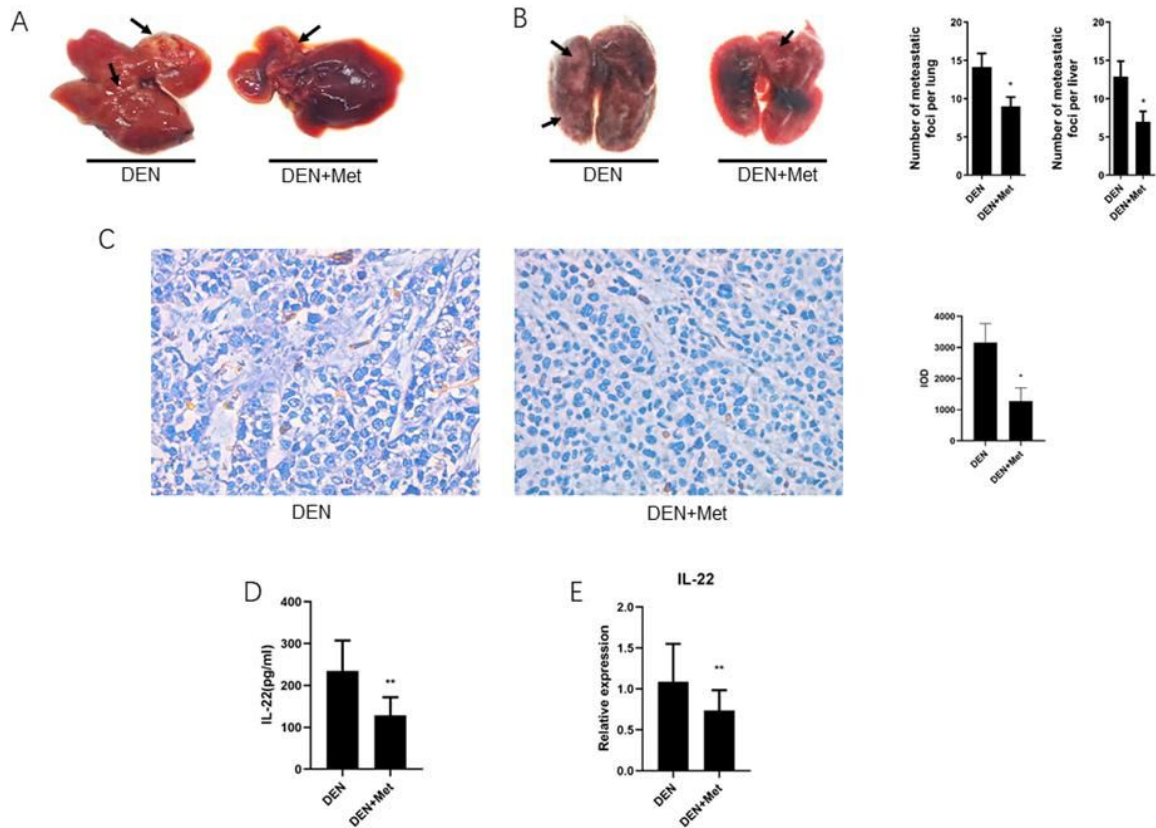 A
DEN
DEN+Met
B
DEN
DEN+Met
Number of meteastatic
foci per lung
20
15
10
5
0
*
DEN
DEN+Met
Number of meteastatic
foci per liver
20
15
10
5
0
*
DEN
DEN+Met
C
DEN
DEN+Met
IOD
4000
3000
2000
1000
0
*
DEN
DEN+Met
D
IL-22(pg/ml)
400
300
200
100
0
**
DEN
DEN+Met
E
IL-22
Relative expression
2.0
1.5
1.0
0.5
0.0
**
DEN
DEN+Met